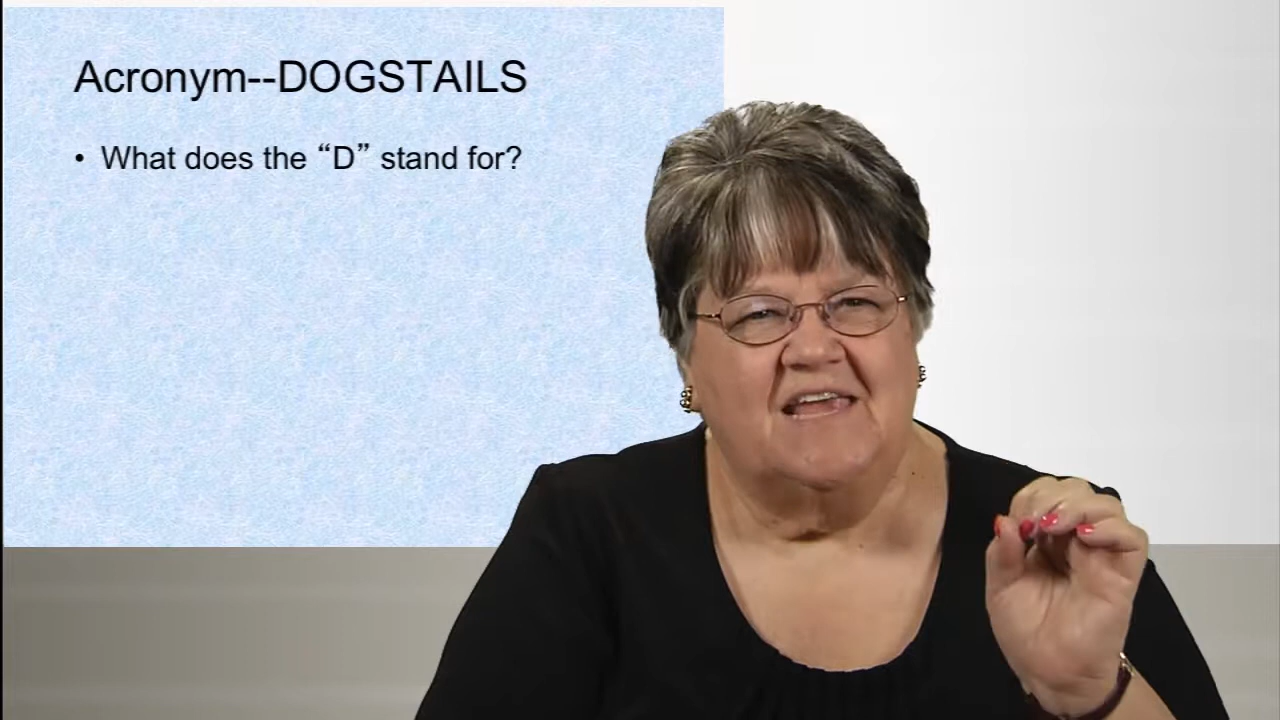 Acronym--DOGSTAILS
• What does the “D” stand for?